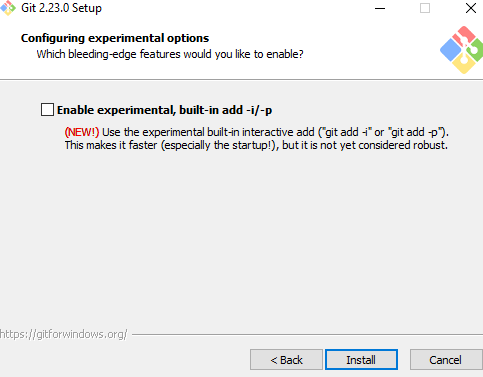 Git 2.23.0 Setup
Configuring experimental options
Which bleeding-edge features would you like to enable?
Enable experimental, built-in add -i/-p
(NEW!) Use the experimental built-in interactive add ("git add -i" or "git add -p").
This makes it faster (especially the startup!), but it is not yet considered robust.
https://gitforwindows.org/
< Back
Install
Cancel